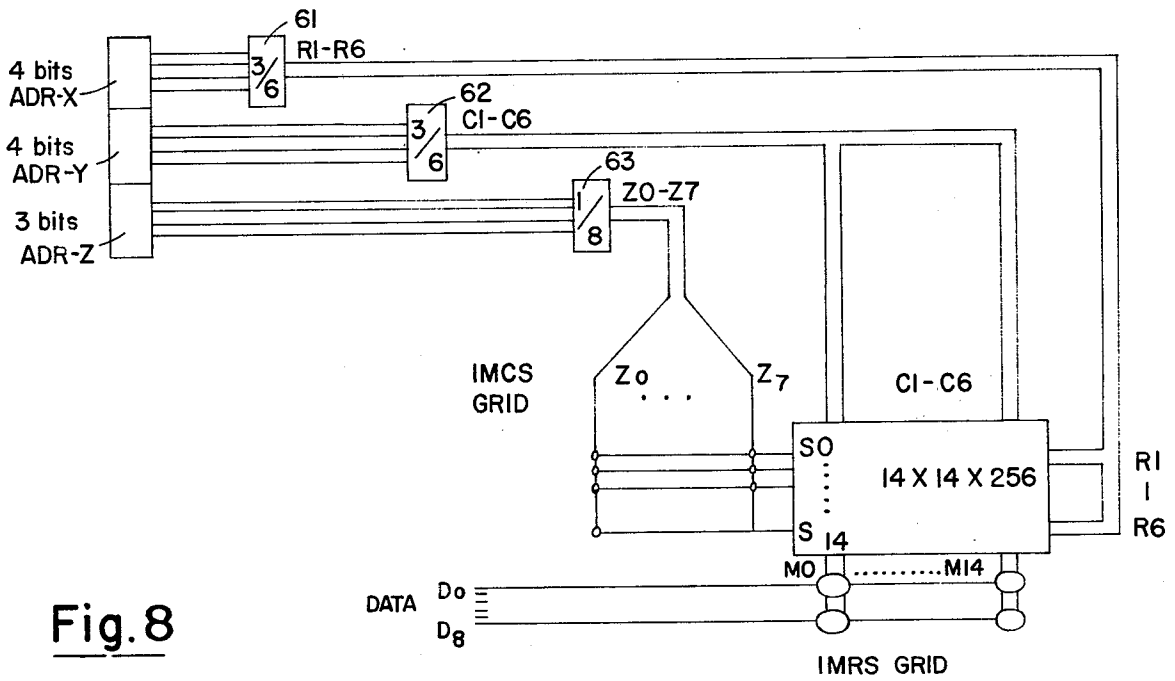 61
R1-R6
3/6
4 bits
ADR-X
62
C1-C6
3/6
4 bits
ADR-Y
63
Z0-Z7
1/8
3 bits
ADR-Z
IMCS
GRID
Z0
Z7
. . .
C1-C6
S0
14 X 14 X 256
R1
|
R6
S 14
M0 .......... M14
DATA
D0
D8
IMRS GRID
Fig. 8